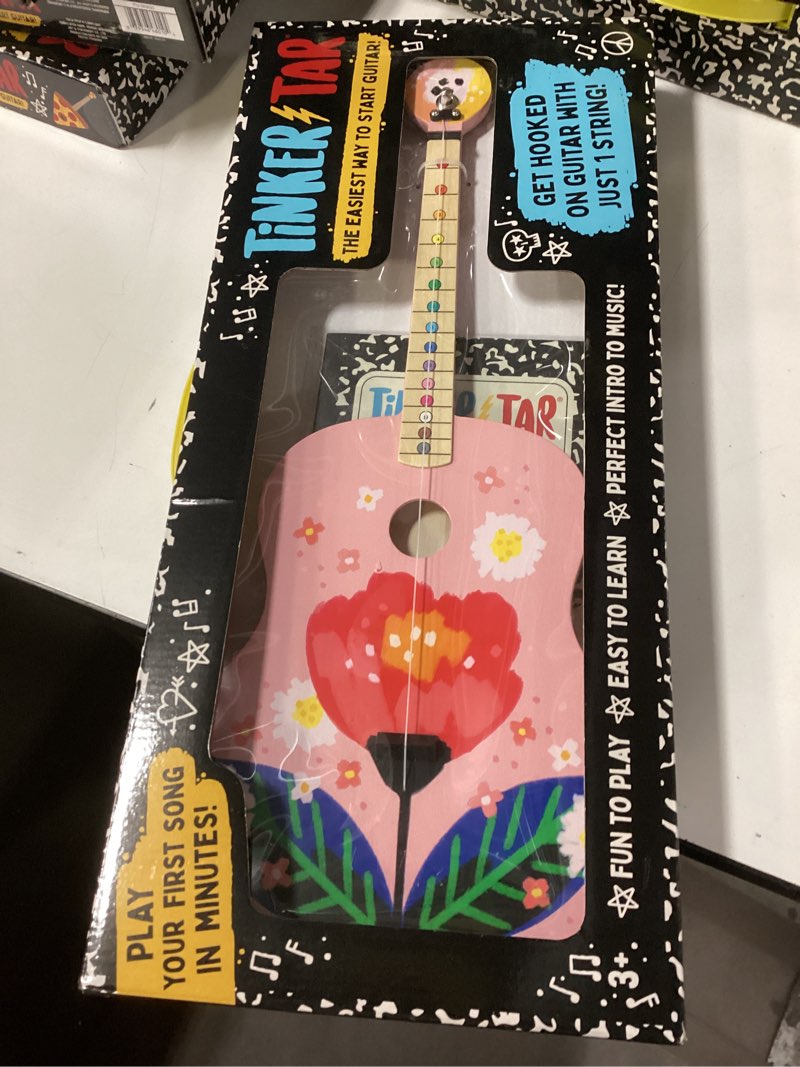 TiNKER TAR
THE EASIEST WAY TO START GUITAR!
GET HOOKED
ON GUITAR WITH
JUST 1 STRING!
TAR
FUN TO PLAY ☆ EASY TO LEARN ☆ PERFECT INTRO TO MUSIC!
PLAY
YOUR FIRST SONG
IN MINUTES!
3+